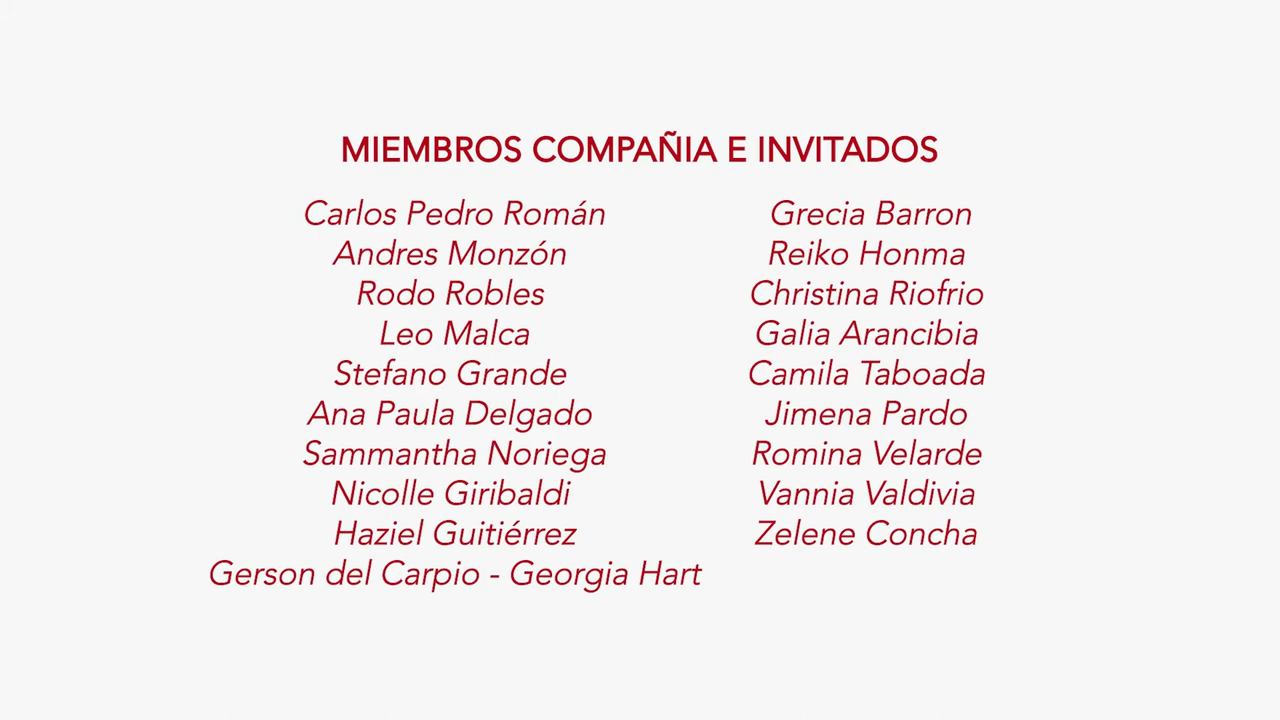 MIEMBROS COMPAÑIA E INVITADOS
Carlos Pedro Román
Andres Monzón
Rodo Robles
Leo Malca
Stefano Grande
Ana Paula Delgado
Sammantha Noriega
Nicolle Giribaldi
Haziel Guitiérrez
Gerson del Carpio - Georgia Hart
Grecia Barron
Reiko Honma
Christina Riofrio
Galia Arancibia
Camila Taboada
Jimena Pardo
Romina Velarde
Vannia Valdivia
Zelene Concha